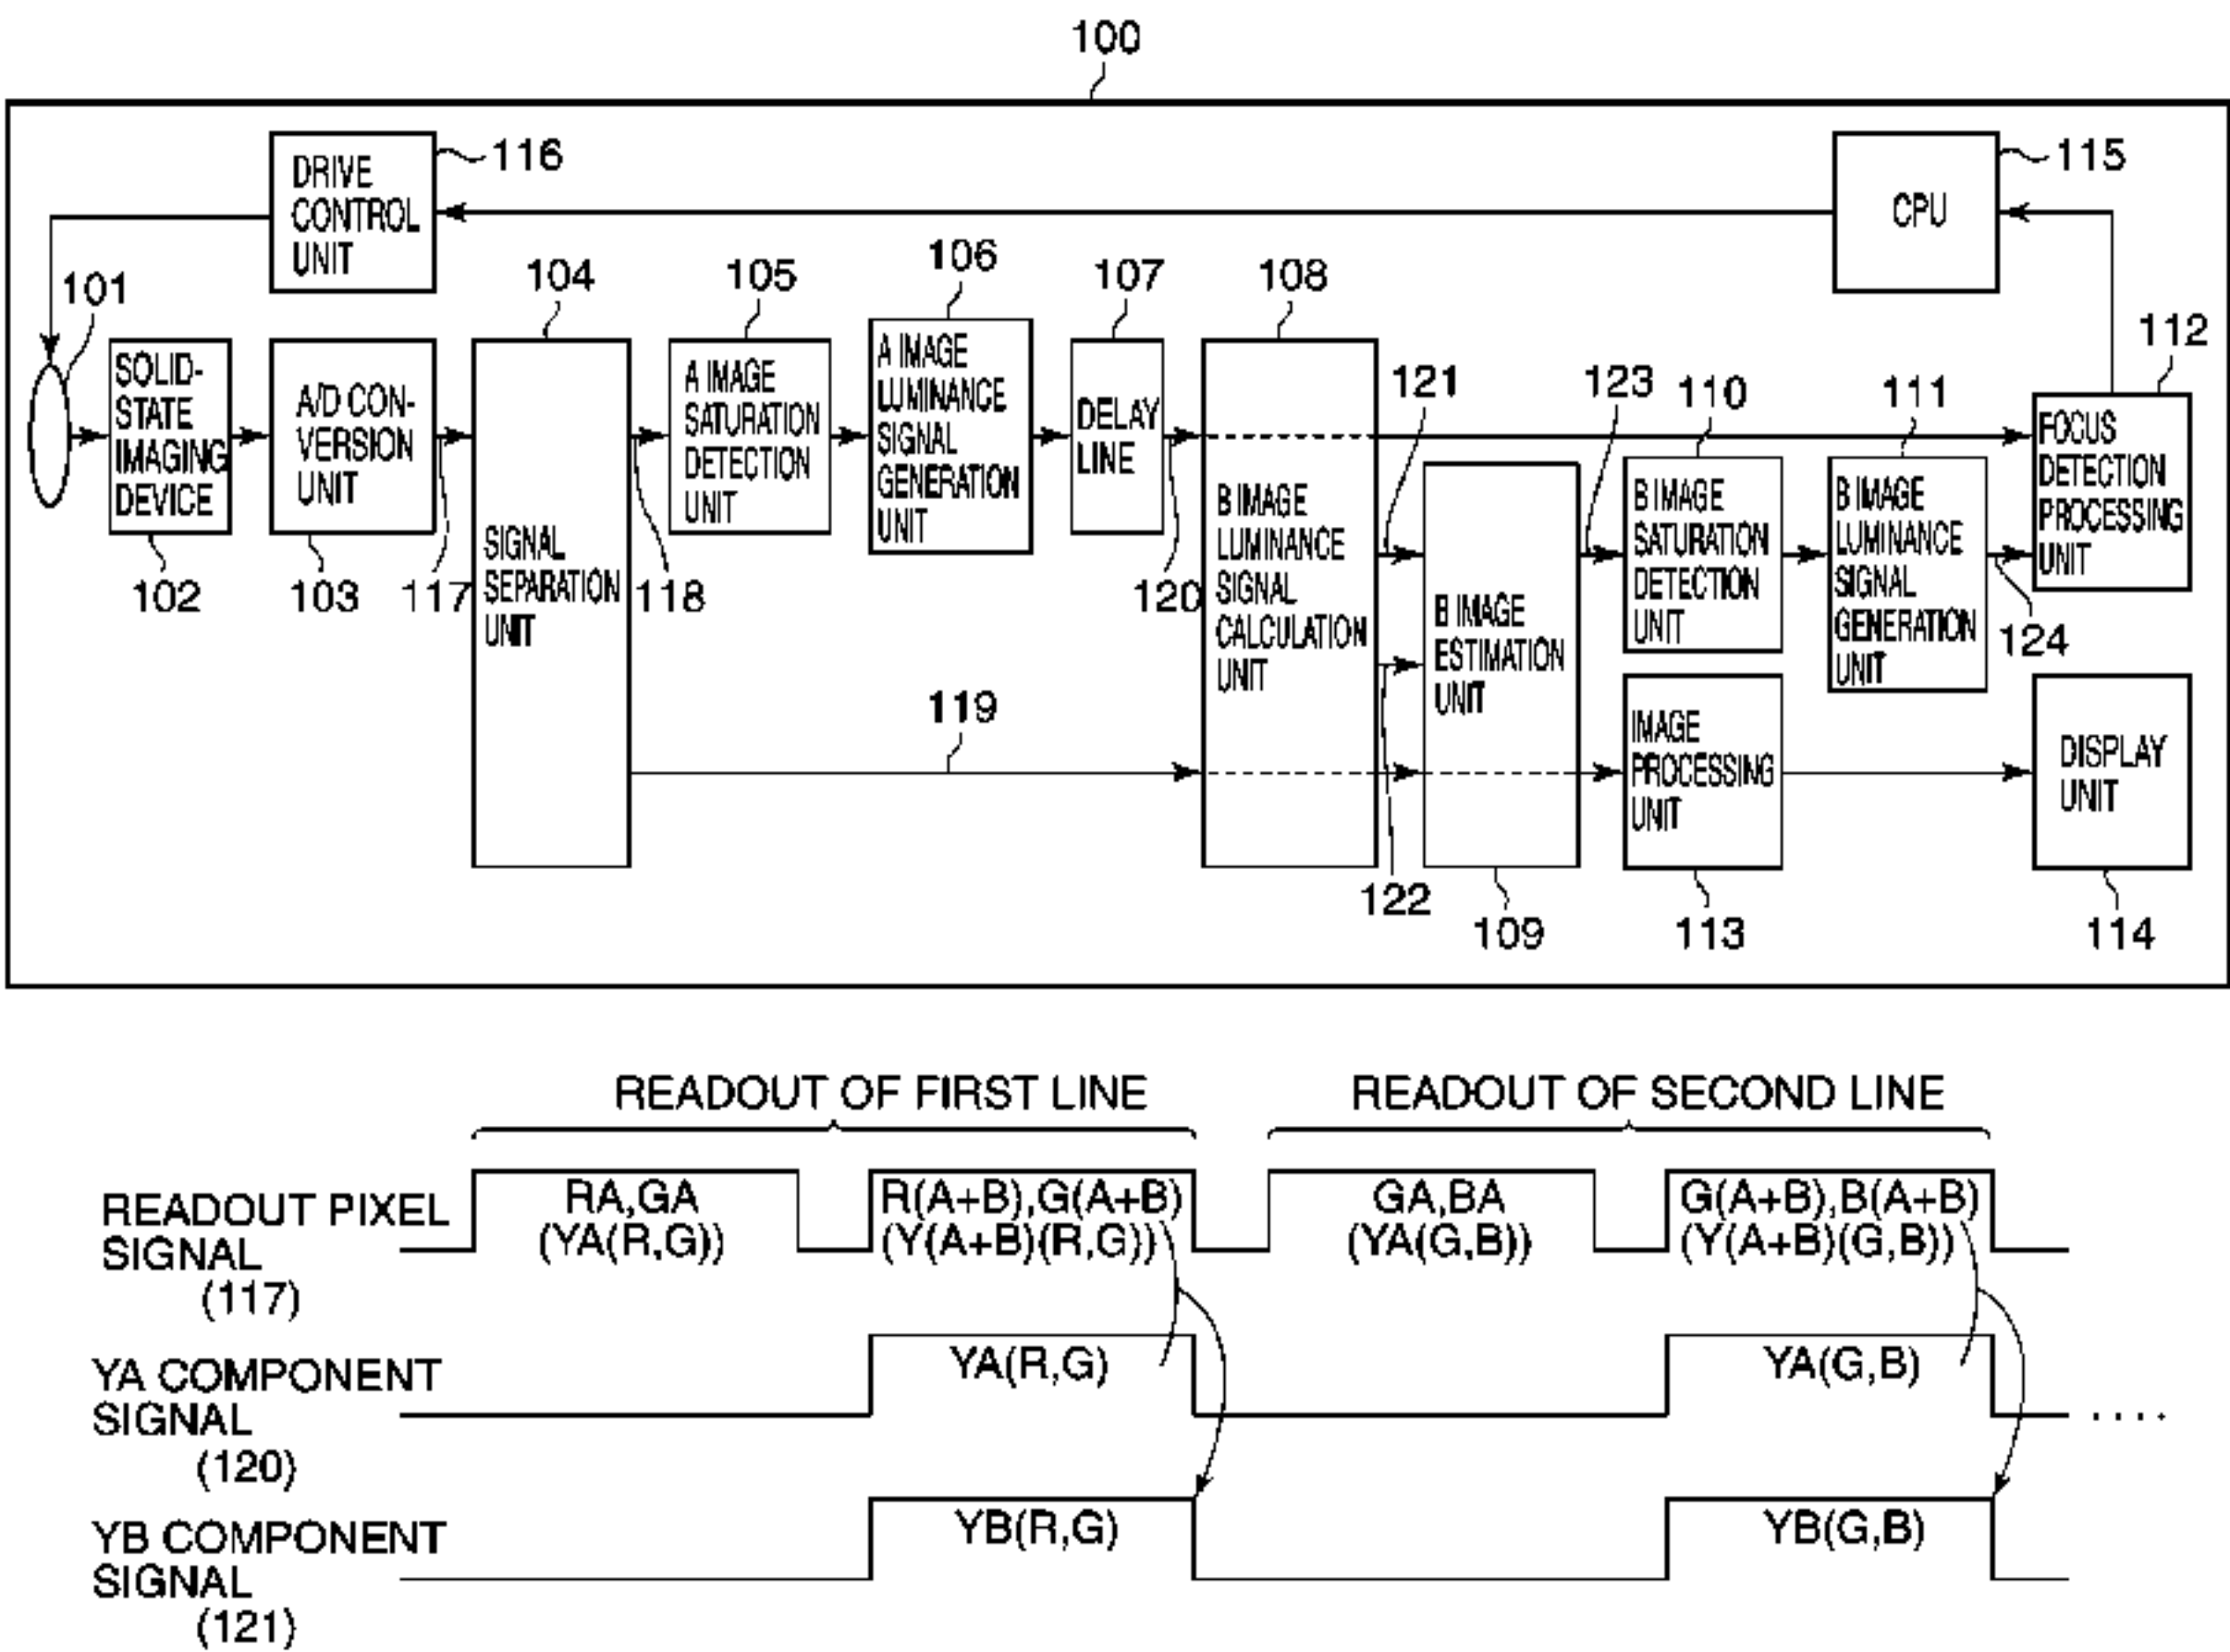 100
DRIVE
CONTROL
UNIT
116
CPU
115
101
104
105
106
107
108
112
SOLID-
STATE
IMAGING
DEVICE
102
A/D CON-
VERSION
UNIT
103
117
SIGNAL
SEPARATION
UNIT
118
A IMAGE
SATURATION
DETECTION
UNIT
A IMAGE
LUMINANCE
SIGNAL
GENERATION
UNIT
DELAY
LINE
120
B IMAGE
LUMINANCE
SIGNAL
CALCULATION
UNIT
121
122
B IMAGE
ESTIMATION
UNIT
109
123
110
B IMAGE
SATURATION
DETECTION
UNIT
111
B IMAGE
LUMINANCE
SIGNAL
GENERATION
UNIT
124
FOCUS
DETECTION
PROCESSING
UNIT
119
IMAGE
PROCESSING
UNIT
113
DISPLAY
UNIT
114
READOUT OF FIRST LINE
READOUT OF SECOND LINE
READOUT PIXEL
SIGNAL
(117)
RA,GA
(YA(R,G))
R(A+B),G(A+B)
(Y(A+B)(R,G))
GA,BA
(YA(G,B))
G(A+B),B(A+B)
(Y(A+B)(G,B))
YA COMPONENT
SIGNAL
(120)
YA(R,G)
YA(G,B)
....
YB COMPONENT
SIGNAL
(121)
YB(R,G)
YB(G,B)